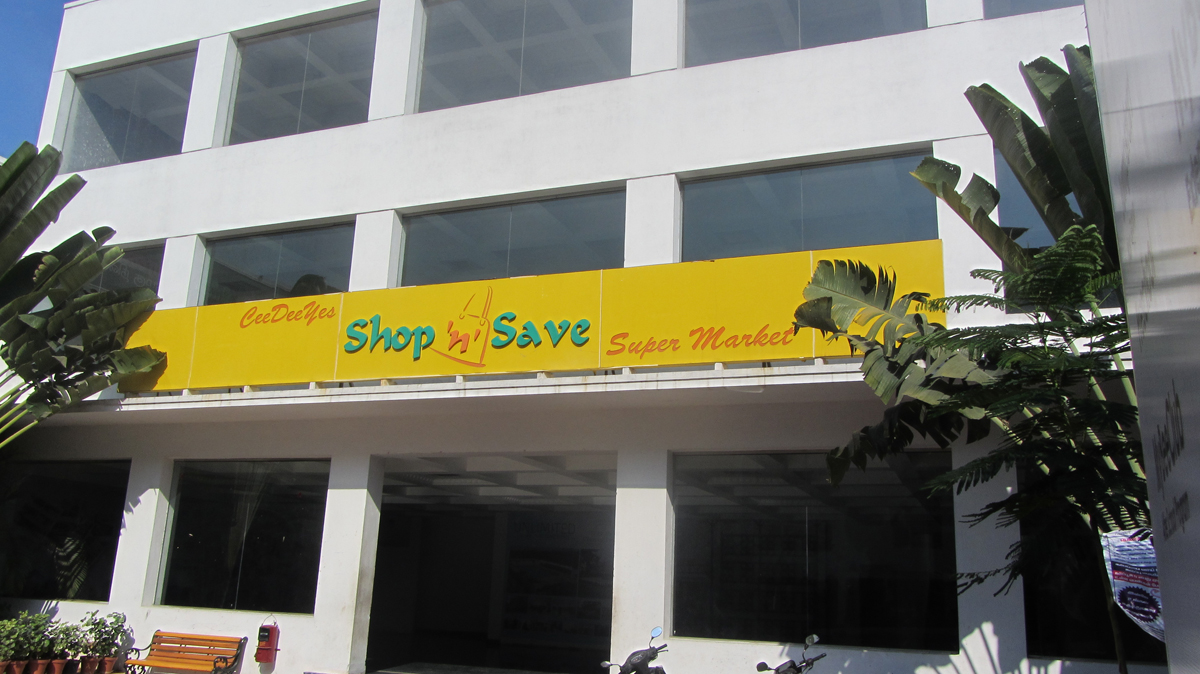 CeeDeeYes
Shop 'n' Save
Super Market